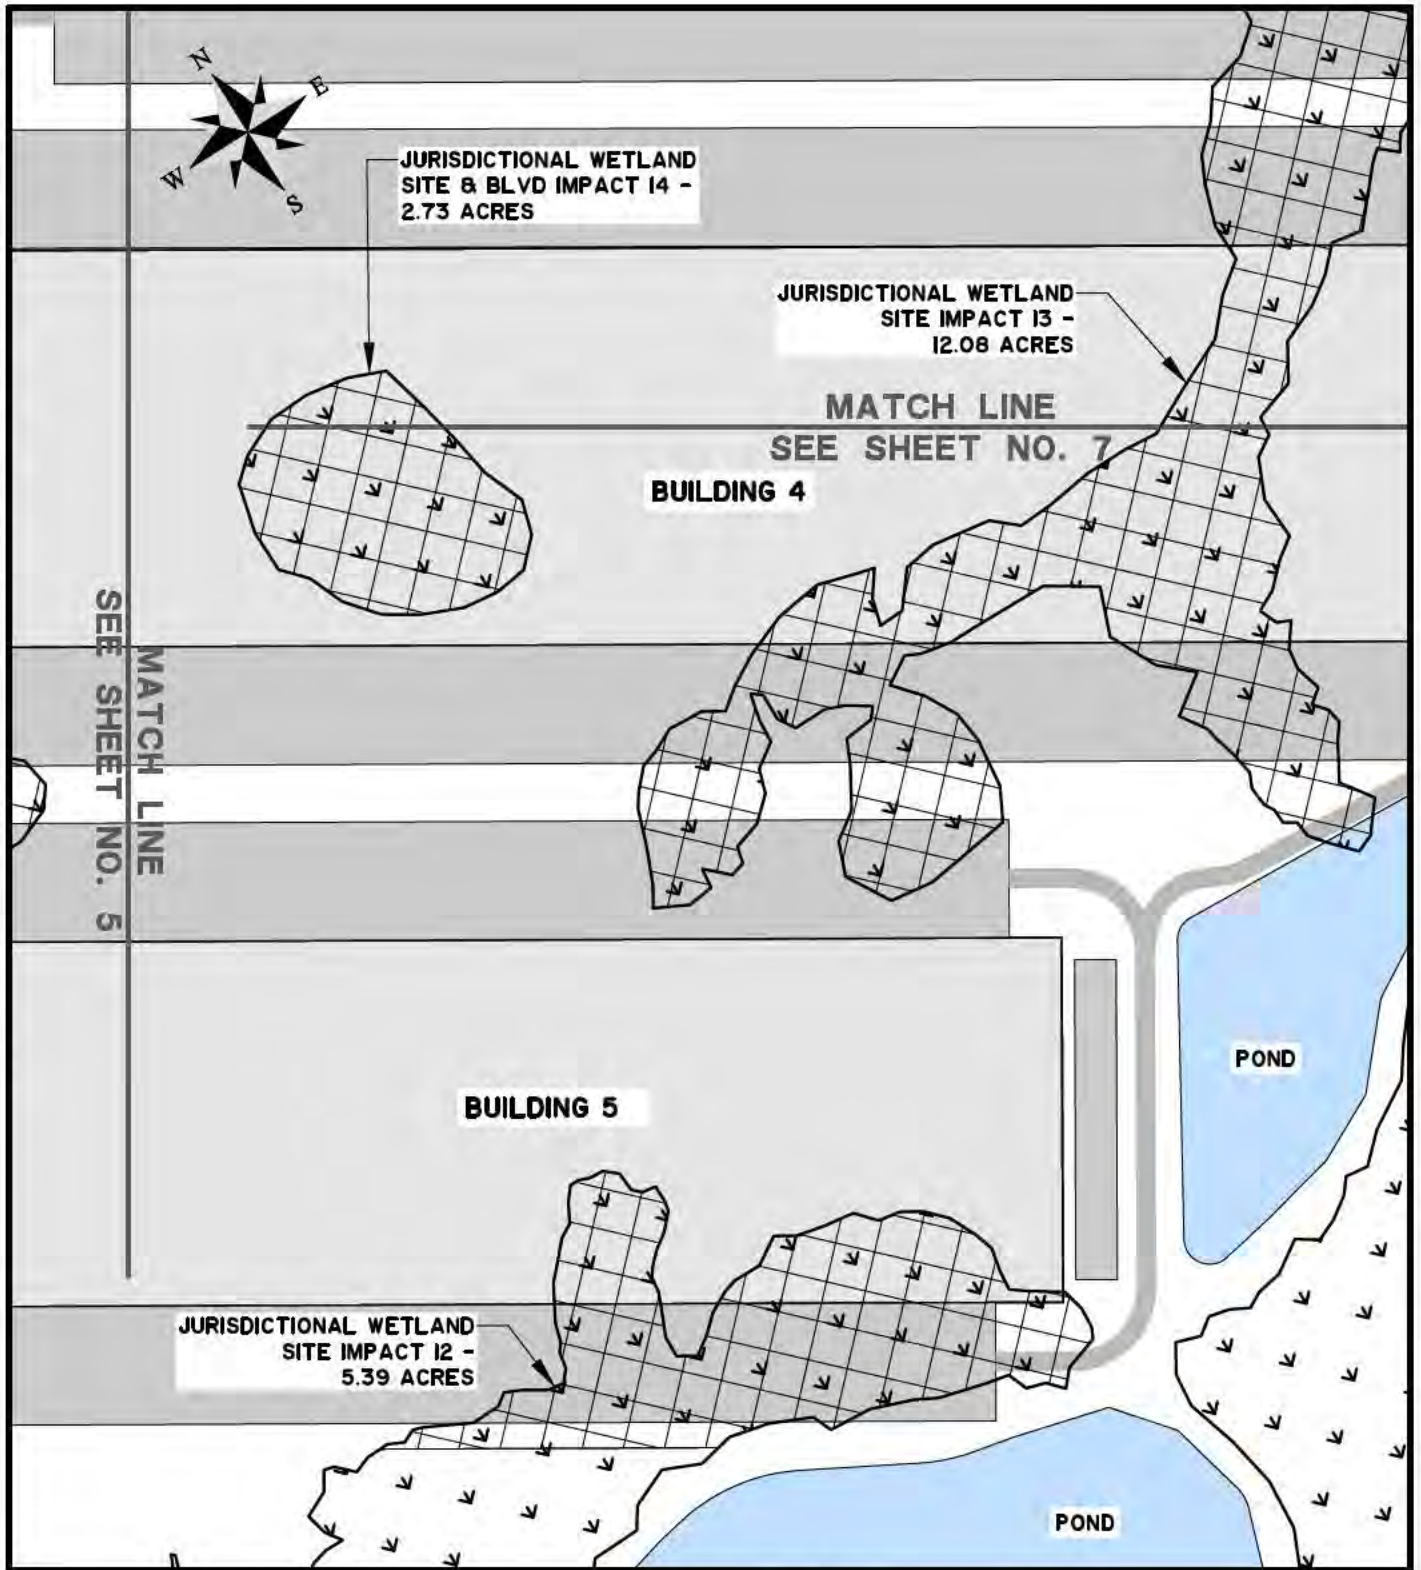 N
E
W
S
JURISDICTIONAL WETLAND
SITE & BLVD IMPACT 14 -
2.73 ACRES
JURISDICTIONAL WETLAND
SITE IMPACT 13 -
12.08 ACRES
MATCH LINE
SEE SHEET NO. 7
BUILDING 4
MATCH LINE
SEE SHEET NO. 5
POND
BUILDING 5
JURISDICTIONAL WETLAND
SITE IMPACT 12 -
5.39 ACRES
POND